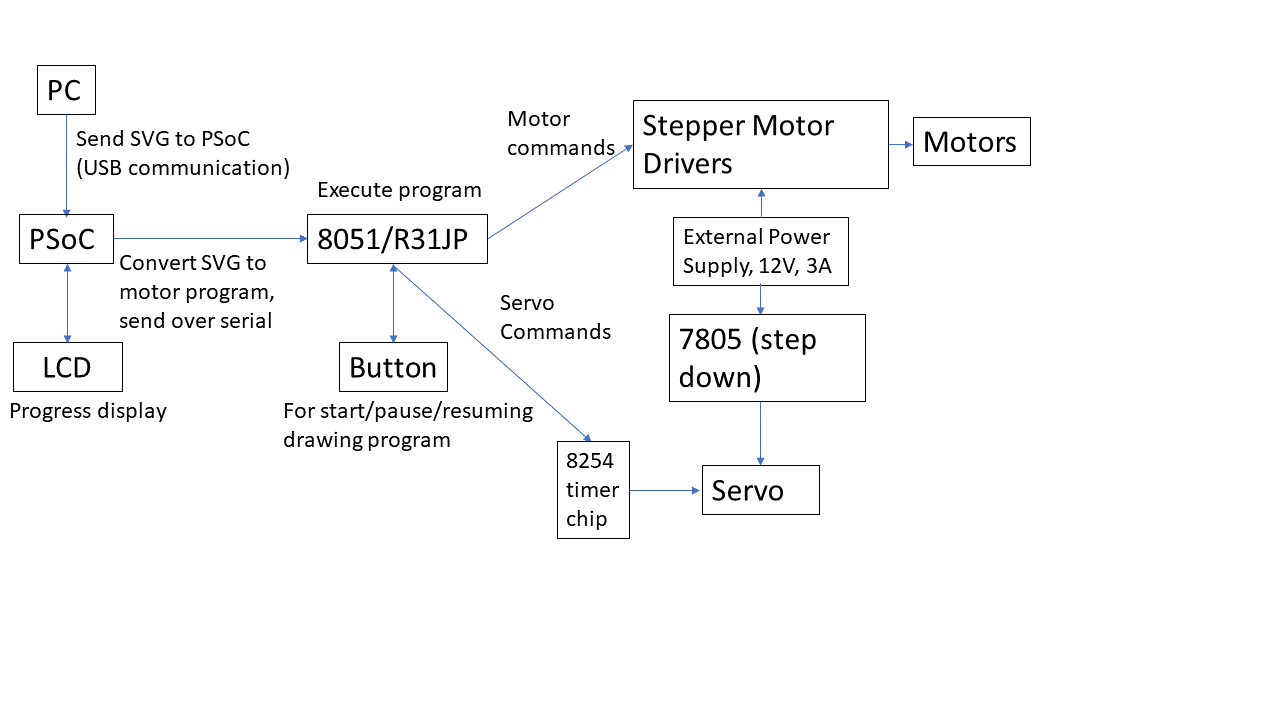 PC
Send SVG to PSoC
(USB communication)
PSoC
Convert SVG to
motor program,
send over serial
LCD
Progress display
Execute program
8051/R31JP
Button
For start/pause/resuming
drawing program
Motor
commands
Servo
Commands
8254
timer
chip
Stepper Motor
Drivers
Motors
External Power
Supply, 12V, 3A
7805 (step
down)
Servo